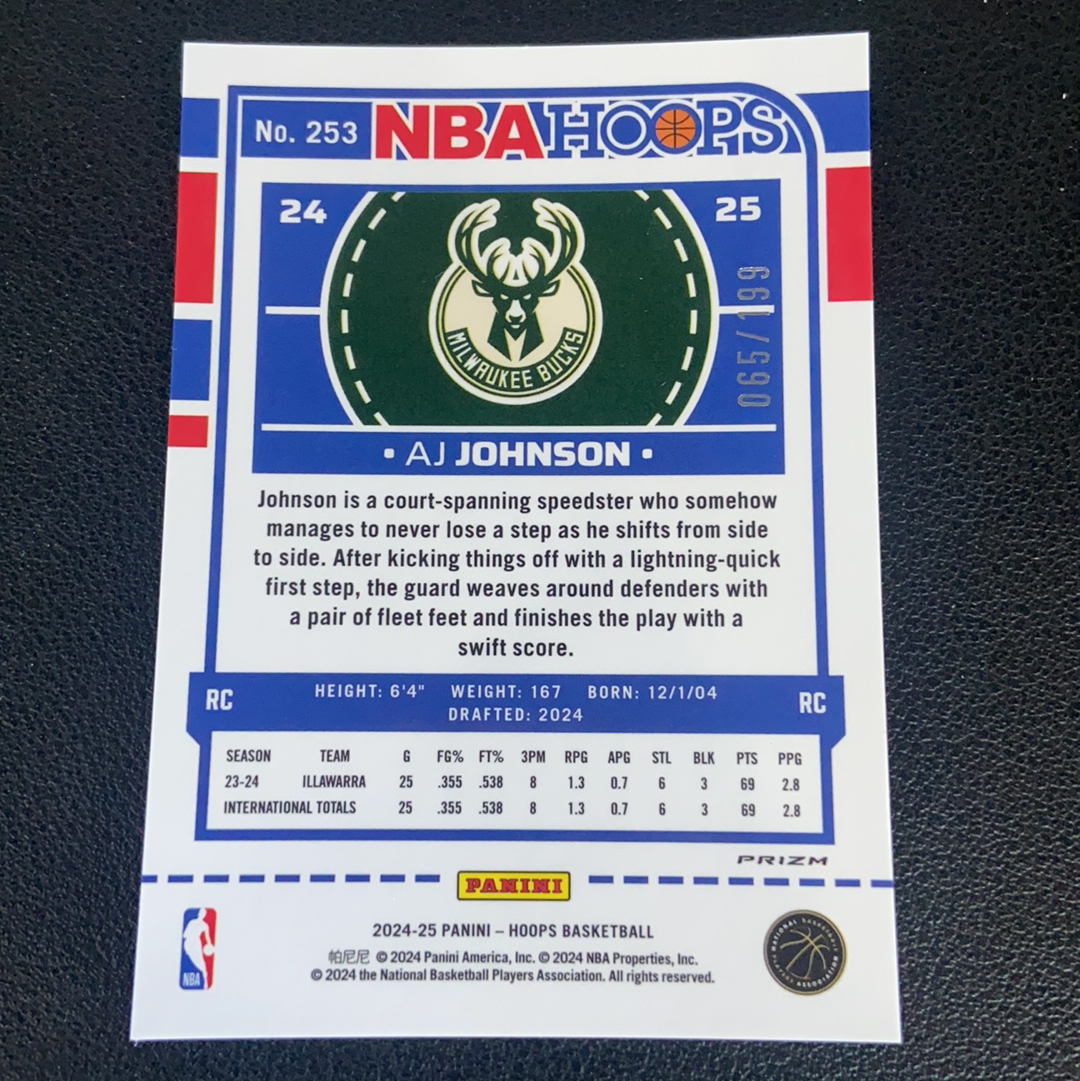 No. 253 NBA HOOPS
24 25
MILWAUKEE BUCKS
065/199
• AJ JOHNSON •
Johnson is a court-spanning speedster who somehow
manages to never lose a step as he shifts from side
to side. After kicking things off with a lightning-quick
first step, the guard weaves around defenders with
a pair of fleet feet and finishes the play with a
swift score.
RC HEIGHT: 6'4" WEIGHT: 167 BORN: 12/1/04 RC
DRAFTED: 2024
SEASON TEAM G FG% FT% 3PM RPG APG STL BLK PTS PPG
23-24 ILLAWARRA 25 .355 .538 8 1.3 0.7 6 3 69 2.8
INTERNATIONAL TOTALS 25 .355 .538 8 1.3 0.7 6 3 69 2.8
PRIZM
PANINI
2024-25 PANINI – HOOPS BASKETBALL
帕尼尼 © 2024 Panini America, Inc. © 2024 NBA Properties, Inc.
© 2024 the National Basketball Players Association. All rights reserved.
NBA
NATIONAL BASKETBALL
PLAYERS ASSOCIATION